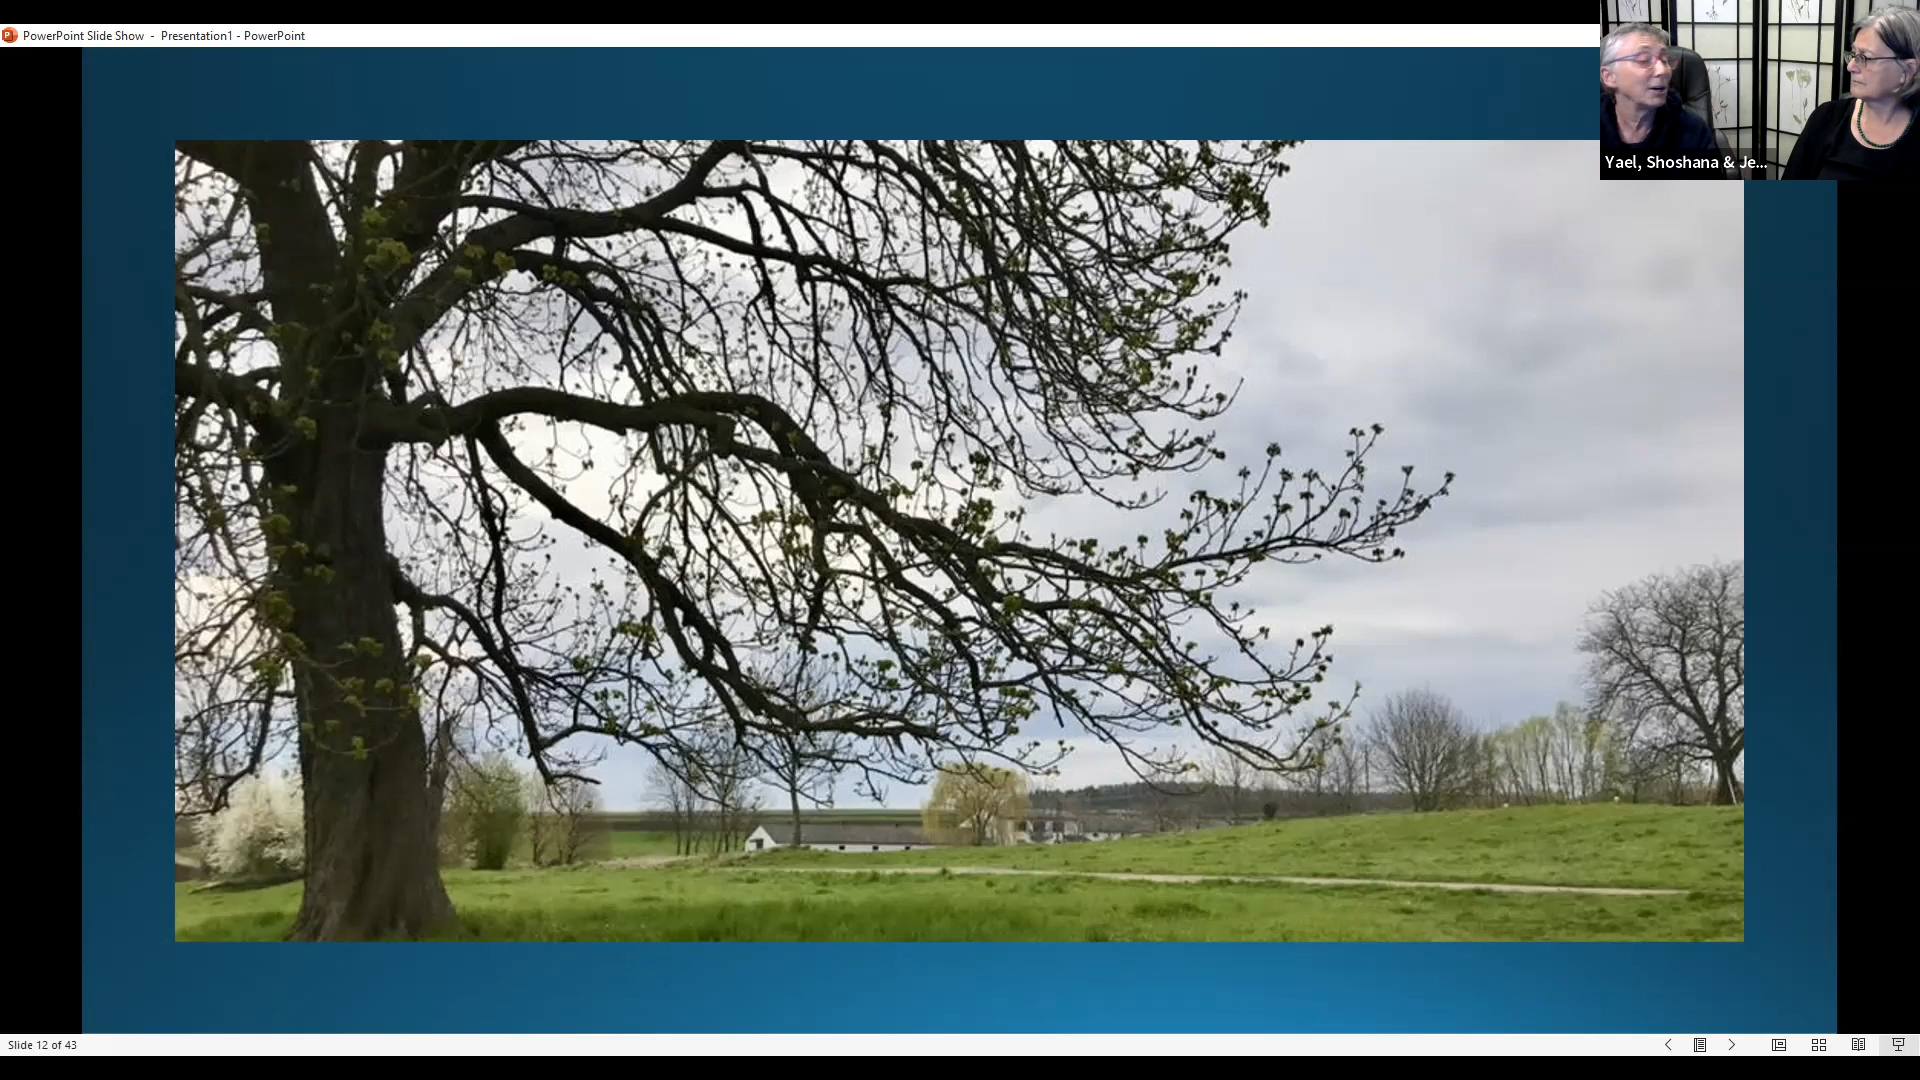 PowerPoint Slide Show - Presentation1 - PowerPoint
Yael, Shoshana & Je...
Slide 12 of 43